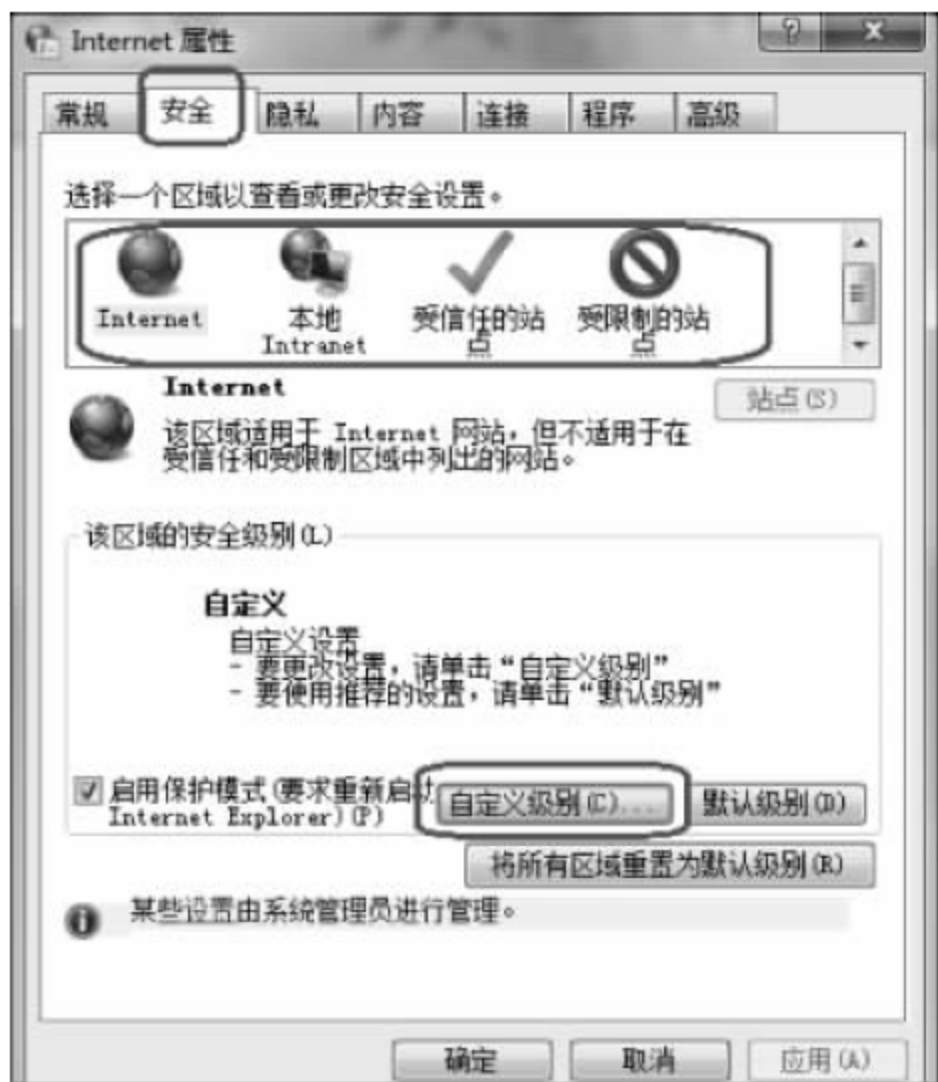 Internet 属性
常规 安全 隐私 内容 连接 程序 高级
选择一个区域以查看或更改安全设置。
Internet
本地
Intranet
受信任的站
点
受限制的站
点
Internet
站点(S)
该区域适用于 Internet 网站，但不适用于在
受信任和受限制区域中列出的网站。
该区域的安全级别(L)
自定义
自定义设置
- 要更改设置，请单击“自定义级别”
- 要使用推荐的设置，请单击“默认级别”
启用保护模式(要求重新启动
Internet Explorer)(P)
自定义级别(C)...
默认级别(D)
将所有区域重置为默认级别(R)
某些设置由系统管理员进行管理。
确定 取消 应用(A)